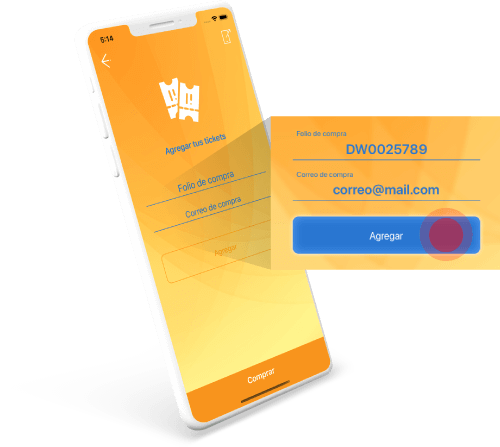 5:14
Agregar tus tickets
Folio de compra
Correo de compra
Agregar
Comprar
Folio de compra
DW0025789
Correo de compra
correo@mail.com
Agregar